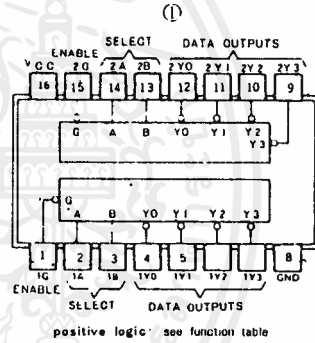 (1)
SELECT DATA OUTPUTS
ENABLE
VCC 2G 2A 2B 2Y0 2Y1 2Y2 2Y3
16 15 14 13 12 11 10 9
G A B Y0 Y1 Y2
Y3
G
A B Y0 Y1 Y2 Y3
1 2 3 4 5 8
1G 1A 1B 1Y0 1Y1 1Y2 1Y3 GND
ENABLE
SELECT DATA OUTPUTS
positive logic: see function table